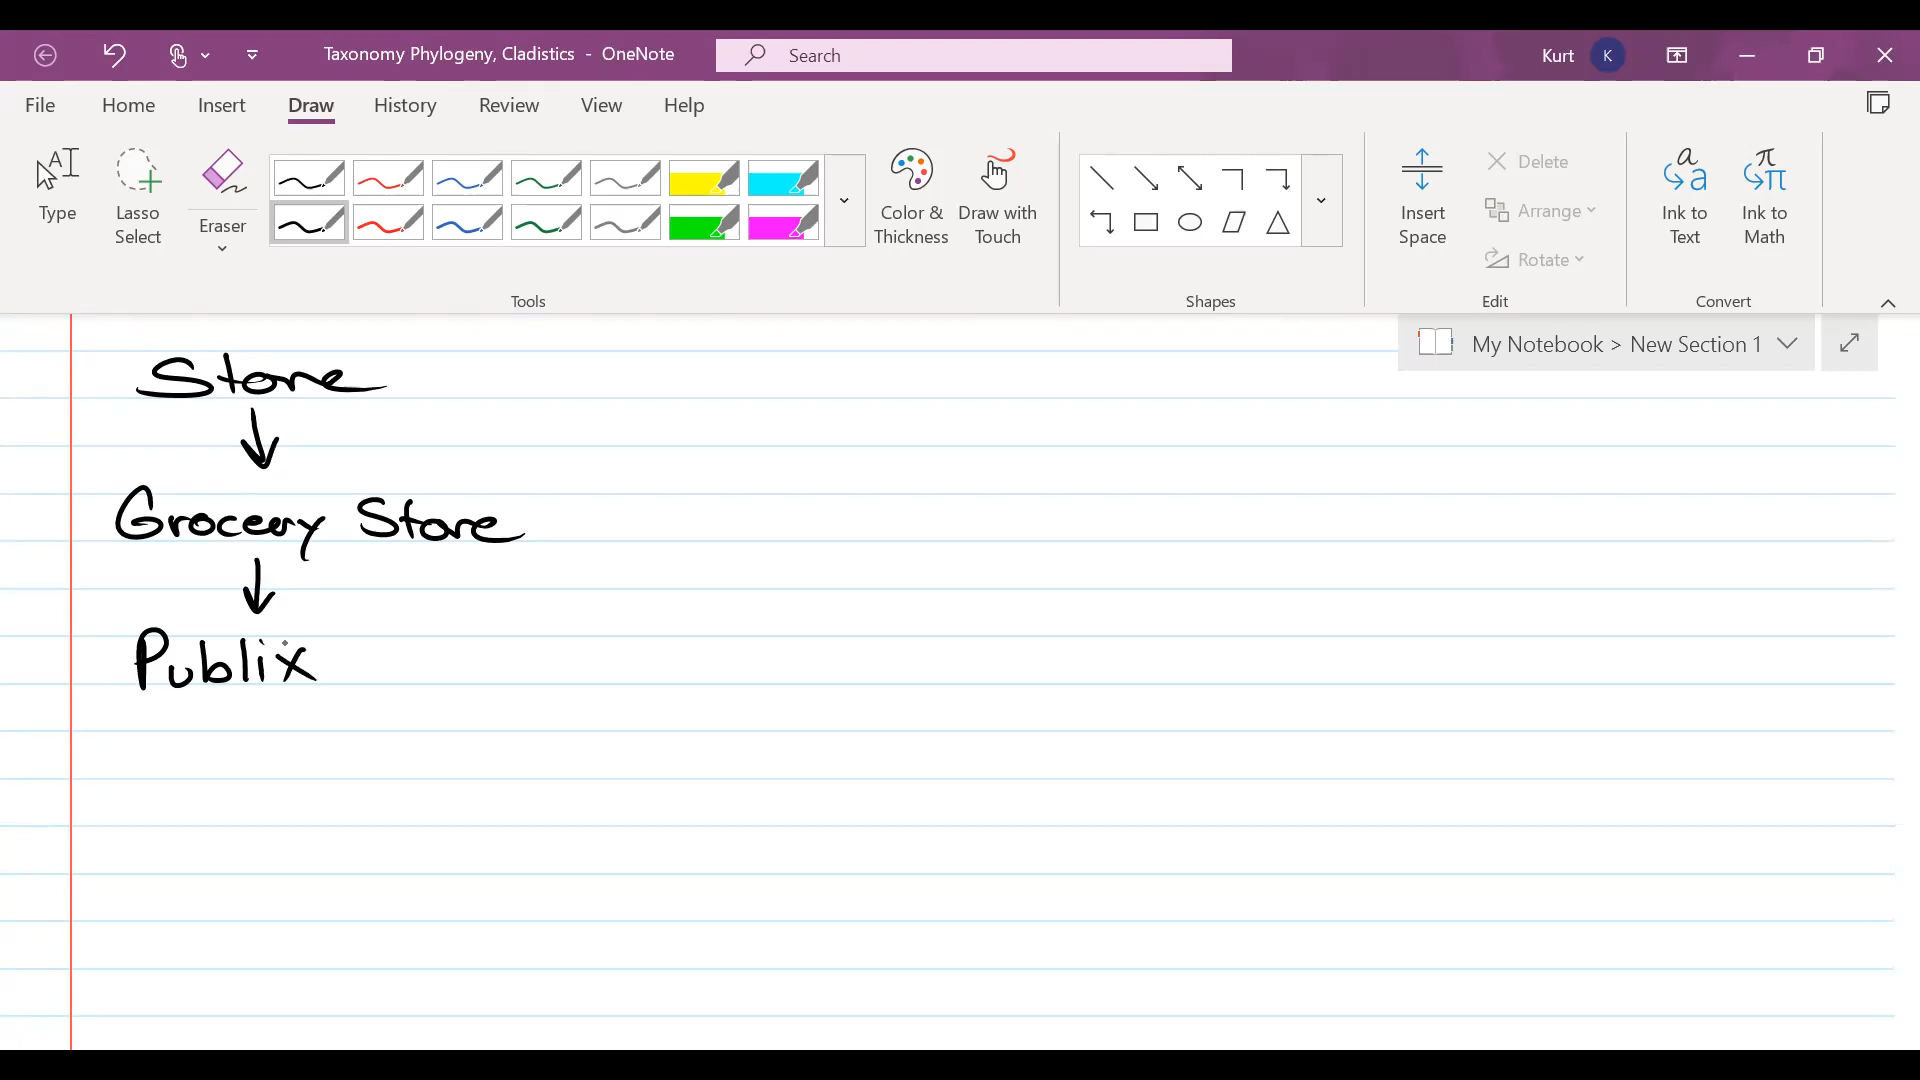 Taxonomy Phylogeny, Cladistics - OneNote
Search
Kurt
K
File Home Insert Draw History Review View Help
Type
Lasso Select
Eraser
Color & Thickness
Draw with Touch
Insert Space
Delete
Arrange
Rotate
Ink to Text
Ink to Math
Tools
Shapes
Edit
Convert
My Notebook > New Section 1
Store
Grocery Store
Publix